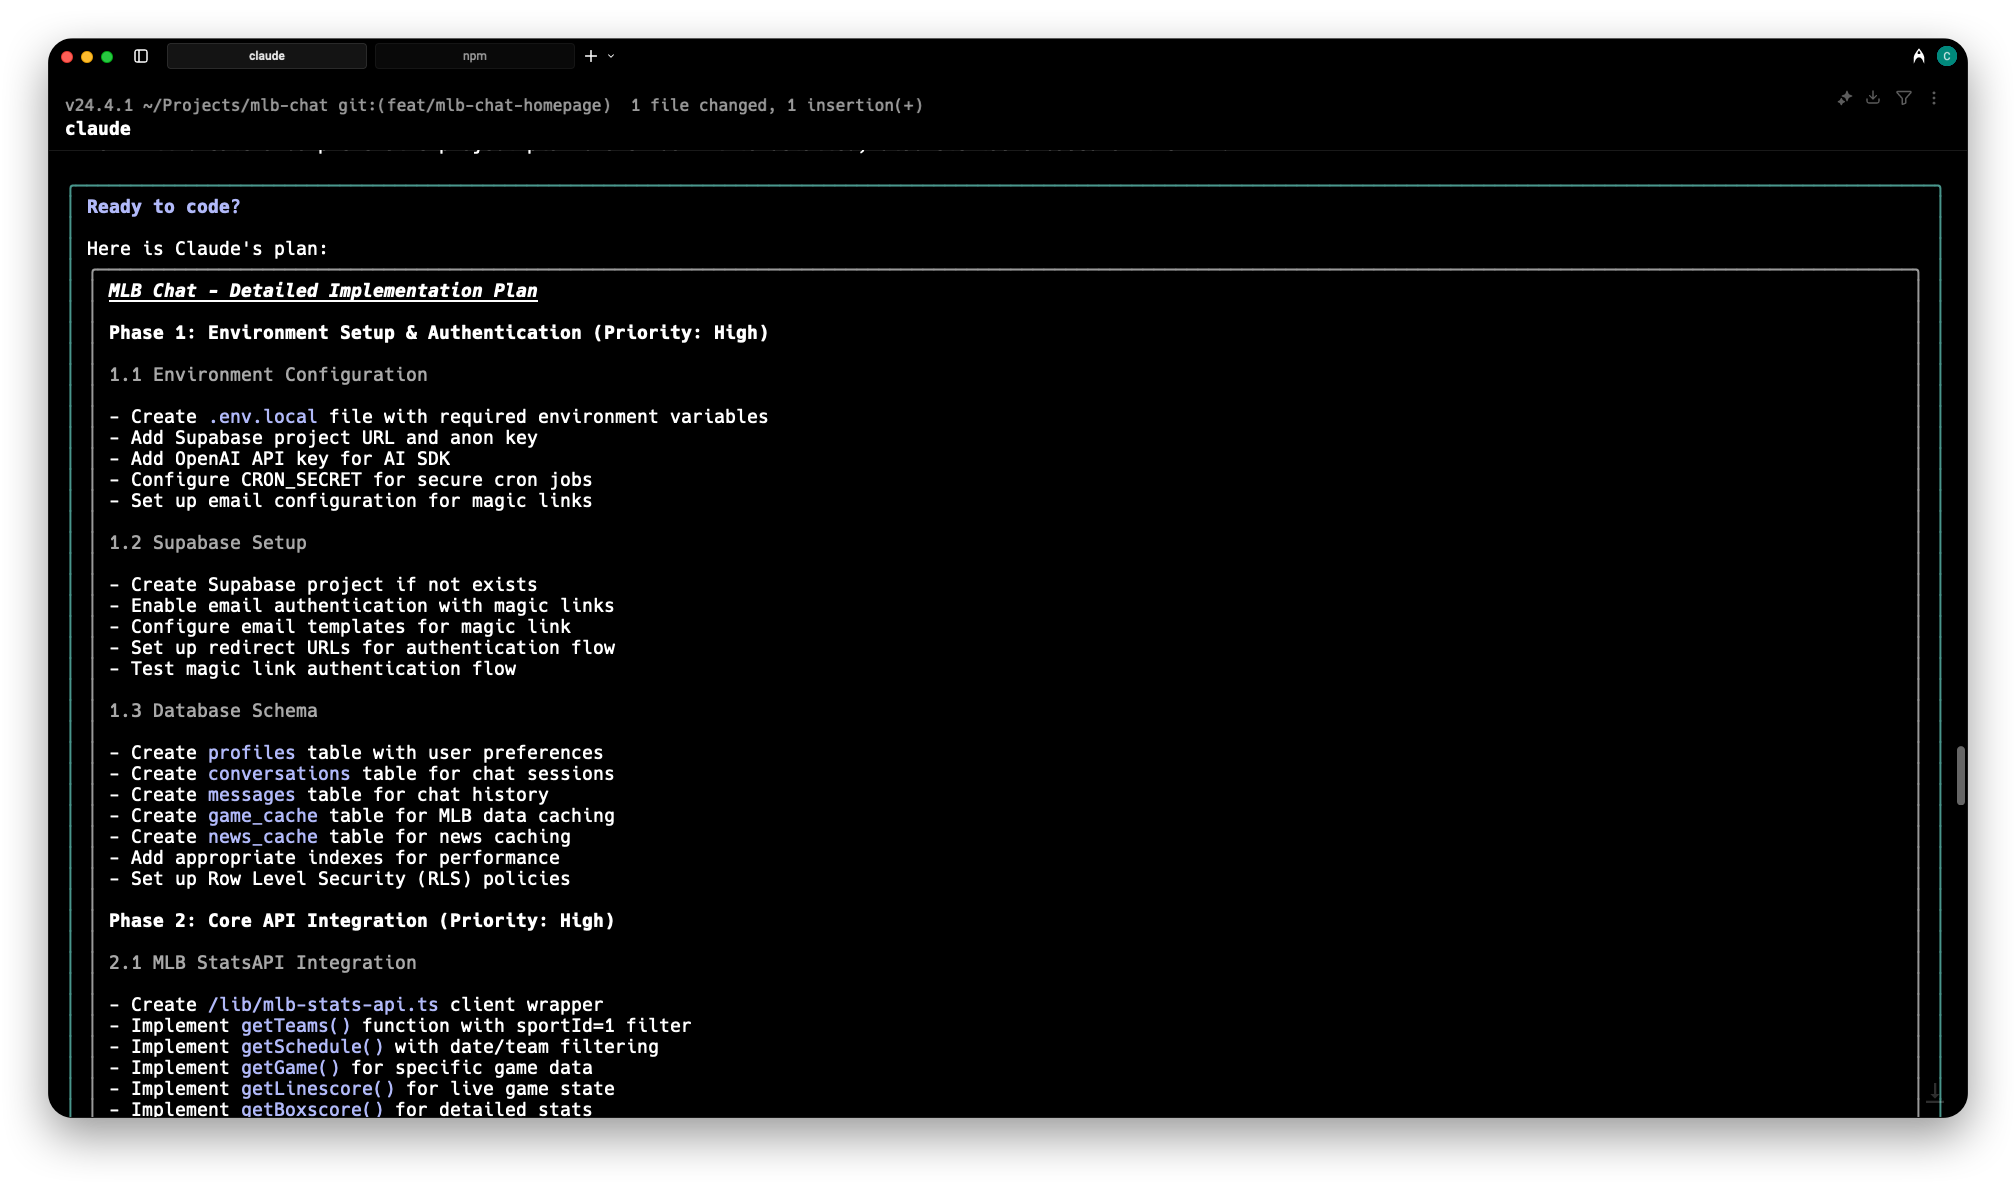 claude
npm
C
v24.4.1 ~/Projects/mlb-chat git:(feat/mlb-chat-homepage)  1 file changed, 1 insertion(+)
claude
Ready to code?
Here is Claude's plan:
MLB Chat - Detailed Implementation Plan
Phase 1: Environment Setup & Authentication (Priority: High)
1.1 Environment Configuration
- Create .env.local file with required environment variables
- Add Supabase project URL and anon key
- Add OpenAI API key for AI SDK
- Configure CRON_SECRET for secure cron jobs
- Set up email configuration for magic links
1.2 Supabase Setup
- Create Supabase project if not exists
- Enable email authentication with magic links
- Configure email templates for magic link
- Set up redirect URLs for authentication flow
- Test magic link authentication flow
1.3 Database Schema
- Create profiles table with user preferences
- Create conversations table for chat sessions
- Create messages table for chat history
- Create game_cache table for MLB data caching
- Create news_cache table for news caching
- Add appropriate indexes for performance
- Set up Row Level Security (RLS) policies
Phase 2: Core API Integration (Priority: High)
2.1 MLB StatsAPI Integration
- Create /lib/mlb-stats-api.ts client wrapper
- Implement getTeams() function with sportId=1 filter
- Implement getSchedule() with date/team filtering
- Implement getGame() for specific game data
- Implement getLinescore() for live game state
- Implement getBoxscore() for detailed stats